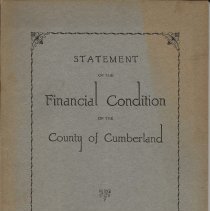 STATEMENT
OF THE
Financial Condition
OF THE
County of Cumberland